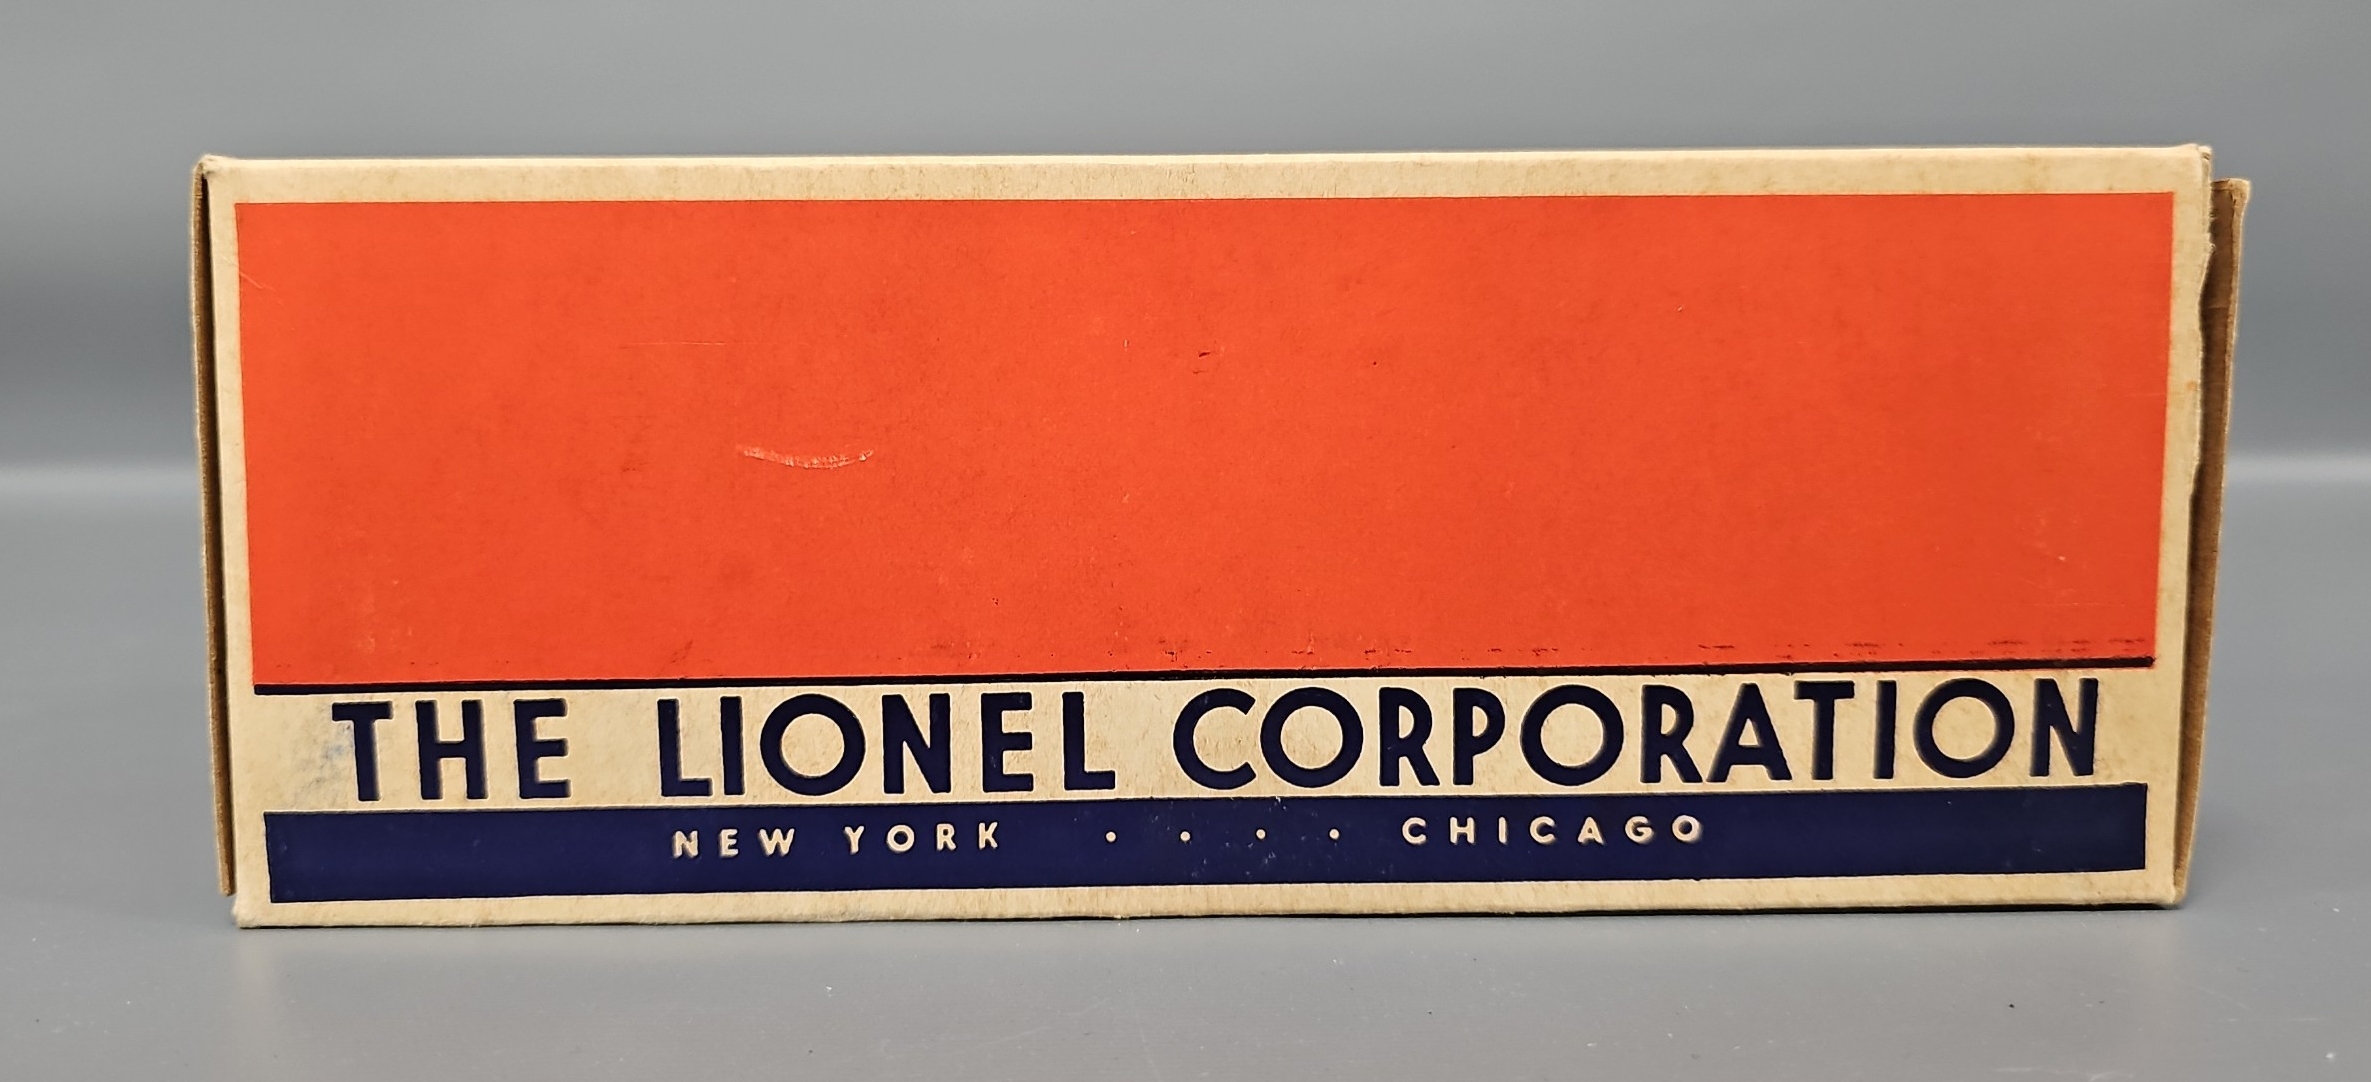 THE LIONEL CORPORATION
NEW YORK . . . . CHICAGO